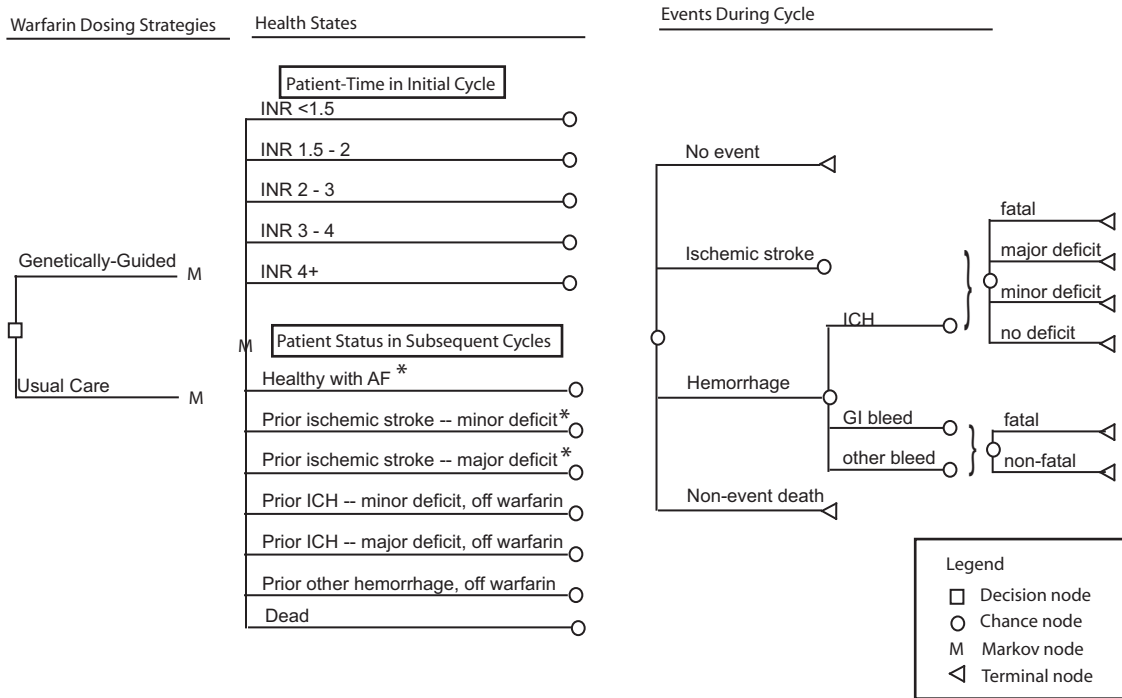 Warfarin Dosing Strategies
Health States
Events During Cycle
Patient-Time in Initial Cycle
INR <1.5
INR 1.5 - 2
INR 2 - 3
INR 3 - 4
INR 4+
Genetically-Guided
M
Usual Care
M
M
Patient Status in Subsequent Cycles
Healthy with AF *
Prior ischemic stroke -- minor deficit*
Prior ischemic stroke -- major deficit*
Prior ICH -- minor deficit, off warfarin
Prior ICH -- major deficit, off warfarin
Prior other hemorrhage, off warfarin
Dead
No event
Ischemic stroke
Hemorrhage
Non-event death
ICH
GI bleed
other bleed
fatal
major deficit
minor deficit
no deficit
fatal
non-fatal
Legend
Decision node
Chance node
M Markov node
Terminal node